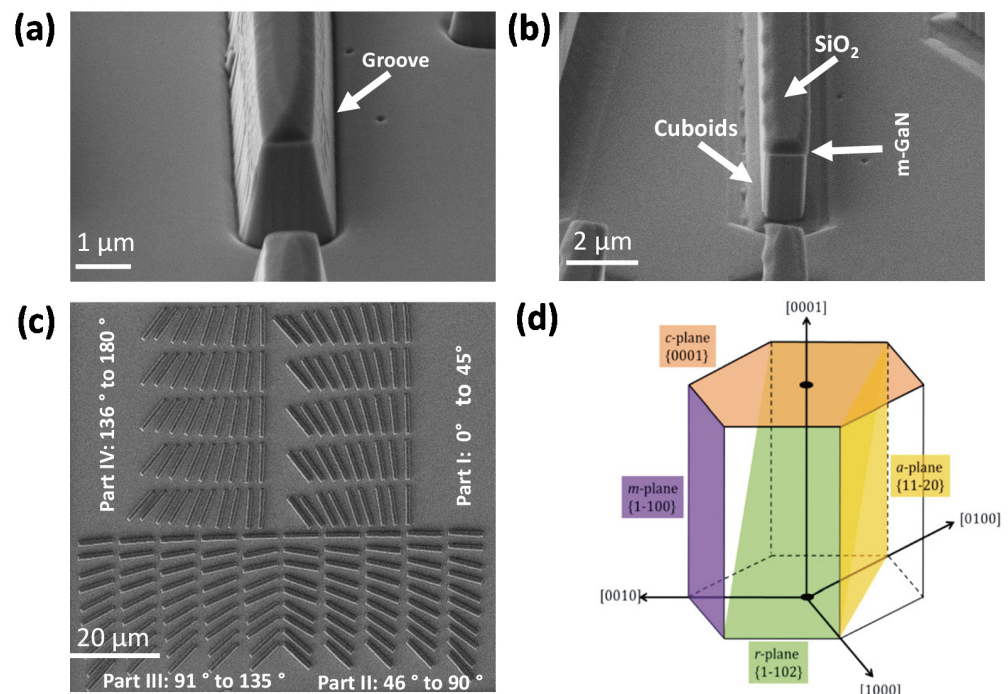 (a)
Groove
1 μm
(b)
SiO₂
Cuboids
m-GaN
2 μm
(c)
Part IV: 136 ° to 180 °
Part I: 0° to 45°
20 μm
Part III: 91 ° to 135 °
Part II: 46 ° to 90 °
(d)
[0001]
c-plane
{0001}
m-plane
{1-100}
a-plane
{11-20}
[0100]
[0010]
r-plane
{1-102}
[1000]